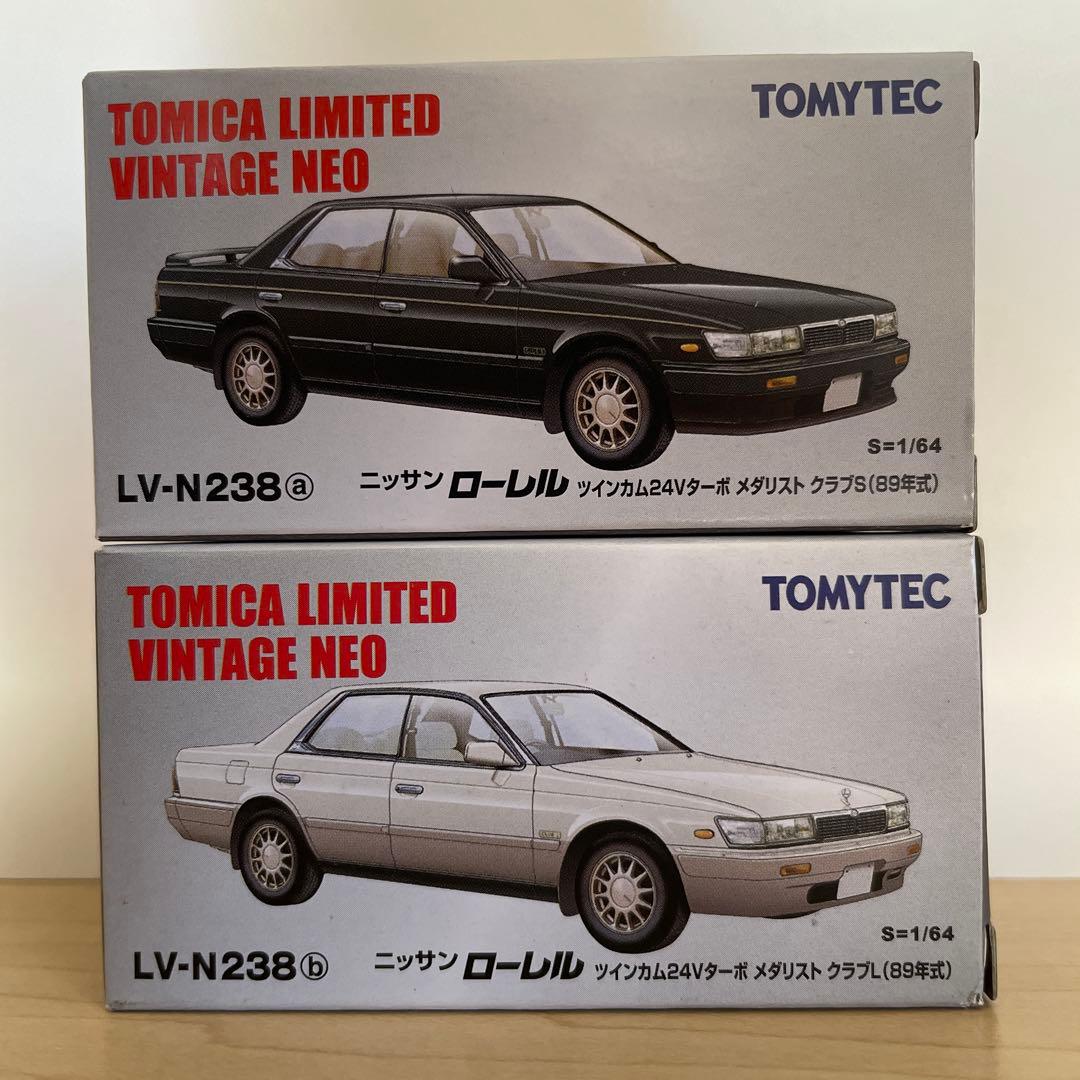 TOMICA LIMITED
VINTAGE NEO
TOMYTEC
S=1/64
LV-N238ⓐ ニッサン ローレル ツインカム24Vターボ メダリスト クラブS(89年式)
TOMICA LIMITED
VINTAGE NEO
TOMYTEC
S=1/64
LV-N238ⓑ ニッサン ローレル ツインカム24Vターボ メダリスト クラブL(89年式)